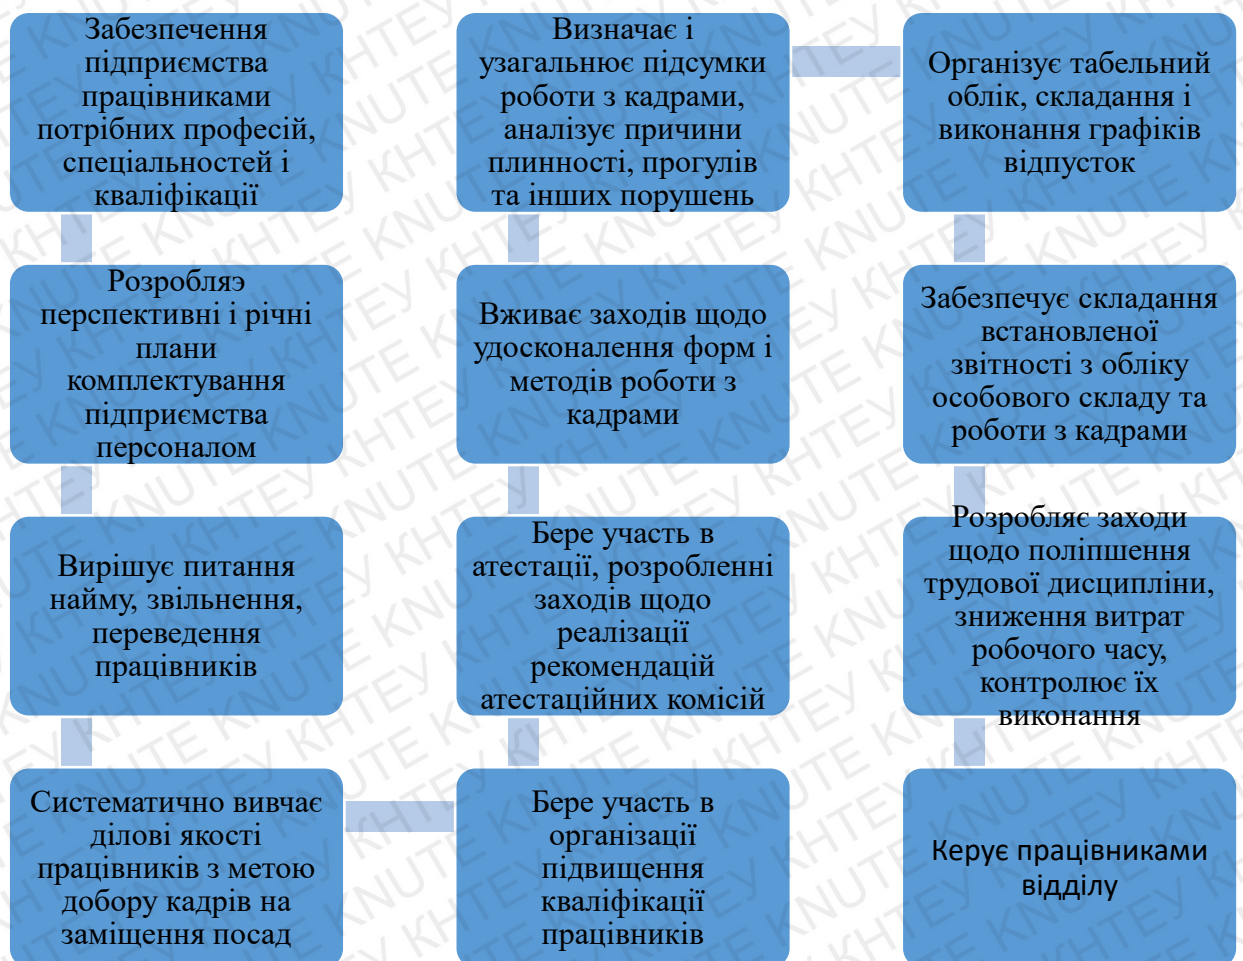 Забезпечення
підприємства
працівниками
потрібних професій,
спеціальностей і
кваліфікації
Розробляэ
перспективні і річні
плани
комплектування
підприємства
персоналом
Вирішує питання
найму, звільнення,
переведення
працівників
Систематично вивчає
ділові якості
працівників з метою
добору кадрів на
заміщення посад
Бере участь в
організації
підвищення
кваліфікації
працівників
Бере участь в
атестації, розробленні
заходів щодо
реалізації
рекомендацій
атестаційних комісій
Вживає заходів щодо
удосконалення форм і
методів роботи з
кадрами
Визначає і
узагальнює підсумки
роботи з кадрами,
аналізує причини
плинності, прогулів
та інших порушень
Організує табельний
облік, складання і
виконання графіків
відпусток
Забезпечує складання
встановленої
звітності з обліку
особового складу та
роботи з кадрами
Розробляє заходи
щодо поліпшення
трудової дисципліни,
зниження витрат
робочого часу,
контролює їх
виконання
Керує працівниками
відділу